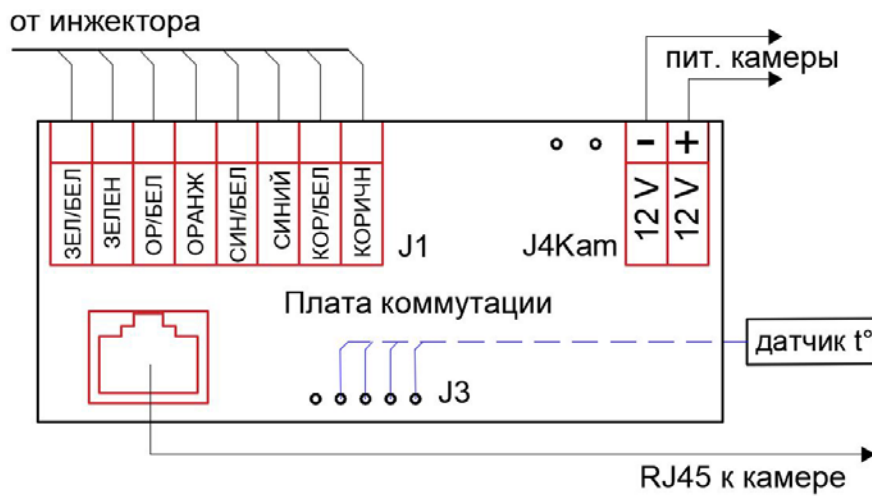 от инжектора
пит. камеры
ЗЕЛ/БЕЛ
ЗЕЛЕН
ОР/БЕЛ
ОРАНЖ
СИН/БЕЛ
СИНИЙ
КОР/БЕЛ
КОРИЧН
J1
J4Kam
- 12 V
+ 12 V
Плата коммутации
датчик t°
J3
RJ45 к камере